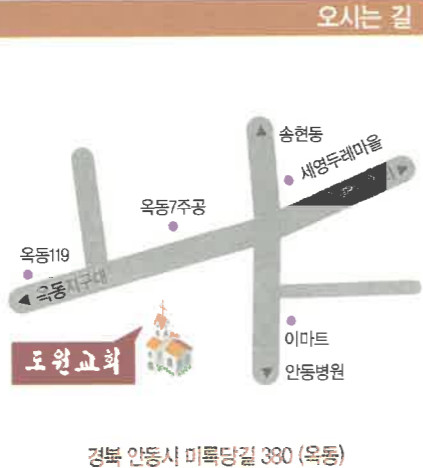 오시는 길
송현동
세영두레마을
옥동7주공
옥동119
옥동지구대
도원교회
이마트
안동병원
경북 안동시 미륵당길 380 (옥동)